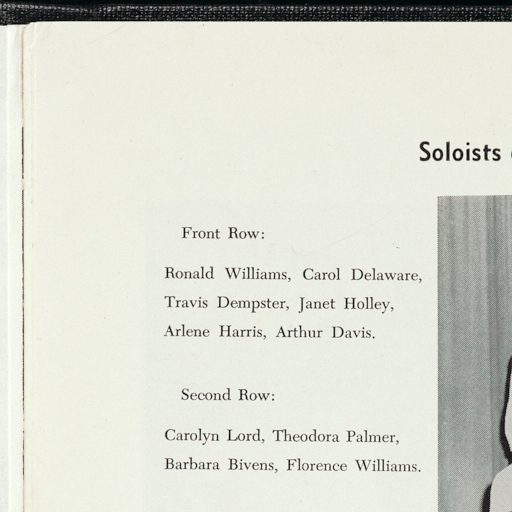 Soloists
Front Row:
Ronald Williams, Carol Delaware,
Travis Dempster, Janet Holley,
Arlene Harris, Arthur Davis.
Second Row:
Carolyn Lord, Theodora Palmer,
Barbara Bivens, Florence Williams.